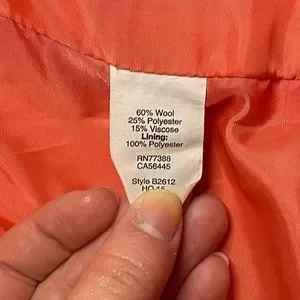 60% Wool
25% Polyester
15% Viscose
Lining:
100% Polyester
RN77388
CA56445
Style B2612